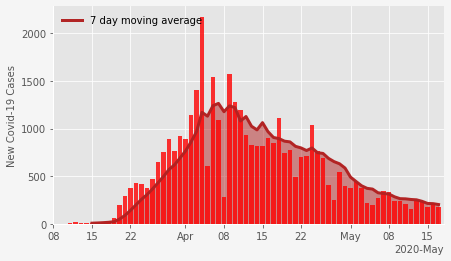 7 day moving average
New Covid-19 Cases
2000
1500
1000
500
0
08 15 22 Apr 08 15 22 May 08 15
2020-May